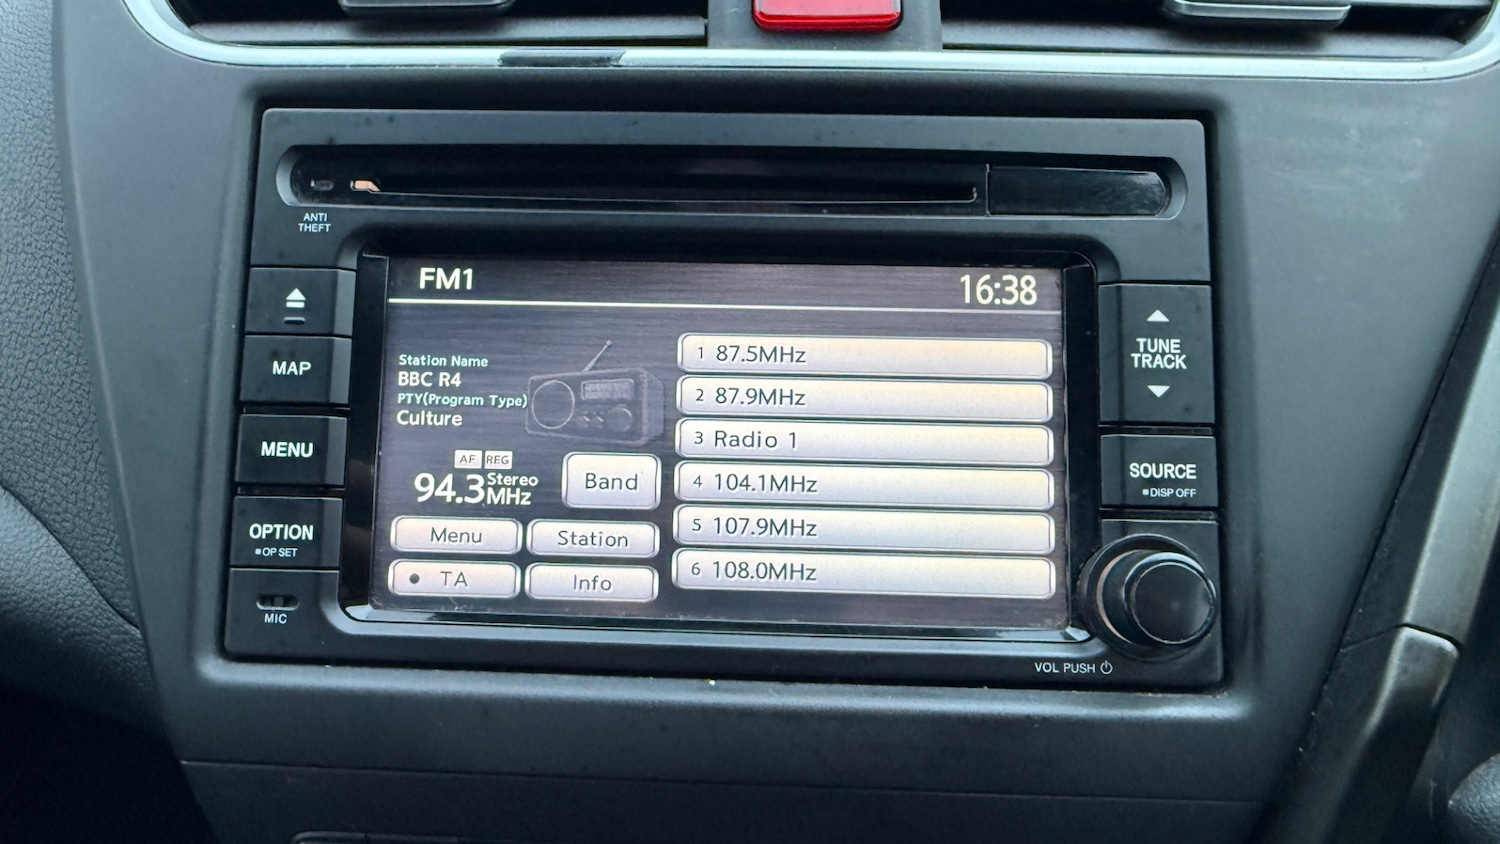 ANTI
THEFT
MAP
MENU
OPTION
OP SET
MIC
FM1
16:38
Station Name
BBC R4
PTY(Program Type)
Culture
AF REG
94.3 Stereo
MHz
Band
Menu
Station
TA
Info
1 87.5MHz
2 87.9MHz
3 Radio 1
4 104.1MHz
5 107.9MHz
6 108.0MHz
TUNE
TRACK
SOURCE
DISP OFF
VOL PUSH